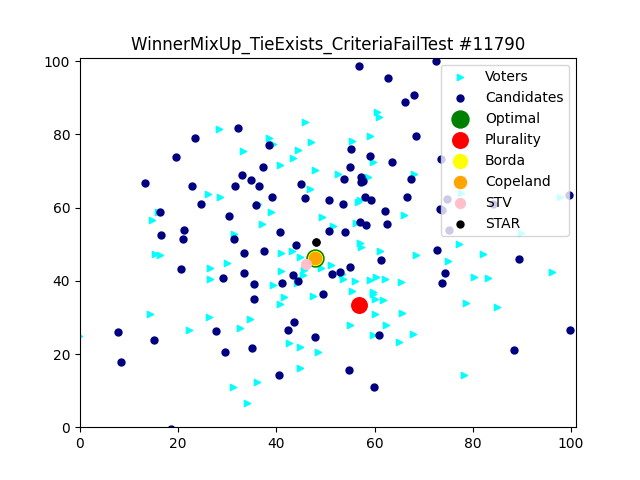 WinnerMixUp_TieExists_CriteriaFailTest #11790
100
80
60
40
20
0
0
20
40
60
80
100
Voters
Candidates
Optimal
Plurality
Borda
Copeland
STV
STAR